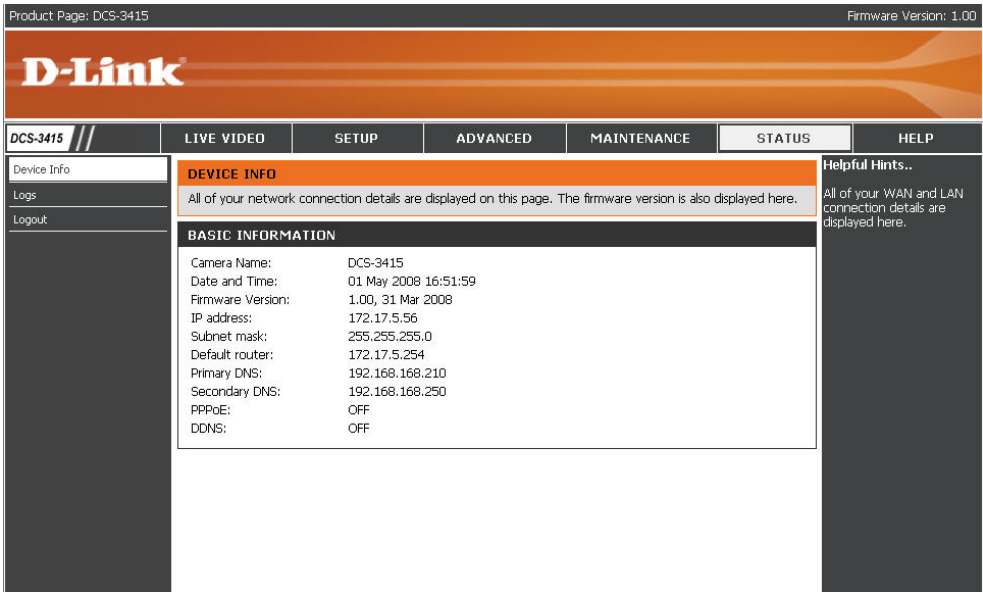 Product Page: DCS-3415
Firmware Version: 1.00
D-Link
DCS-3415
LIVE VIDEO
SETUP
ADVANCED
MAINTENANCE
STATUS
HELP
Device Info
Logs
Logout
DEVICE INFO
All of your network connection details are displayed on this page. The firmware version is also displayed here.
BASIC INFORMATION
Camera Name: DCS-3415
Date and Time: 01 May 2008 16:51:59
Firmware Version: 1.00, 31 Mar 2008
IP address: 172.17.5.56
Subnet mask: 255.255.255.0
Default router: 172.17.5.254
Primary DNS: 192.168.168.210
Secondary DNS: 192.168.168.250
PPPoE: OFF
DDNS: OFF
Helpful Hints..
All of your WAN and LAN
connection details are
displayed here.